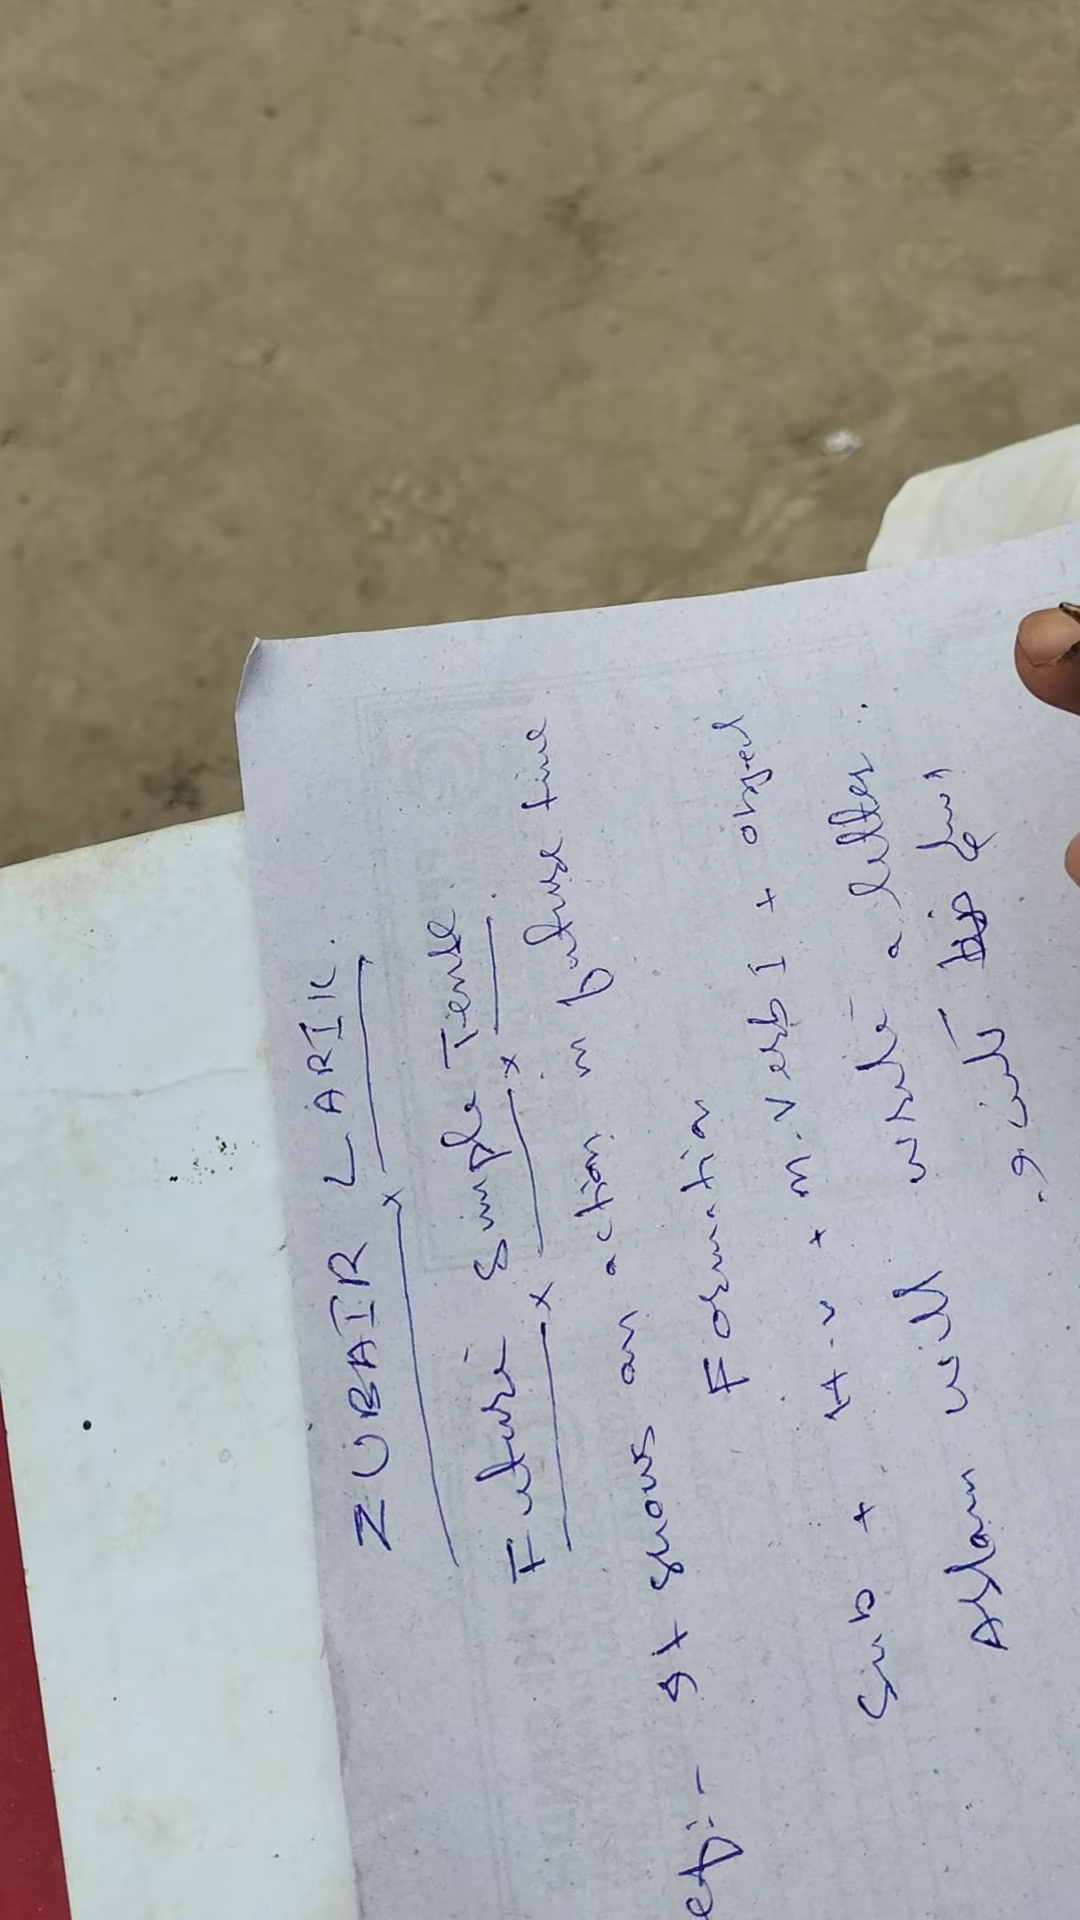 ZUBAIR LARIK.
Future Simple Tense
ef:- It shows an action in future time
Formation
Sub + H.V + m.verb I + object
Aslam will write a letter.